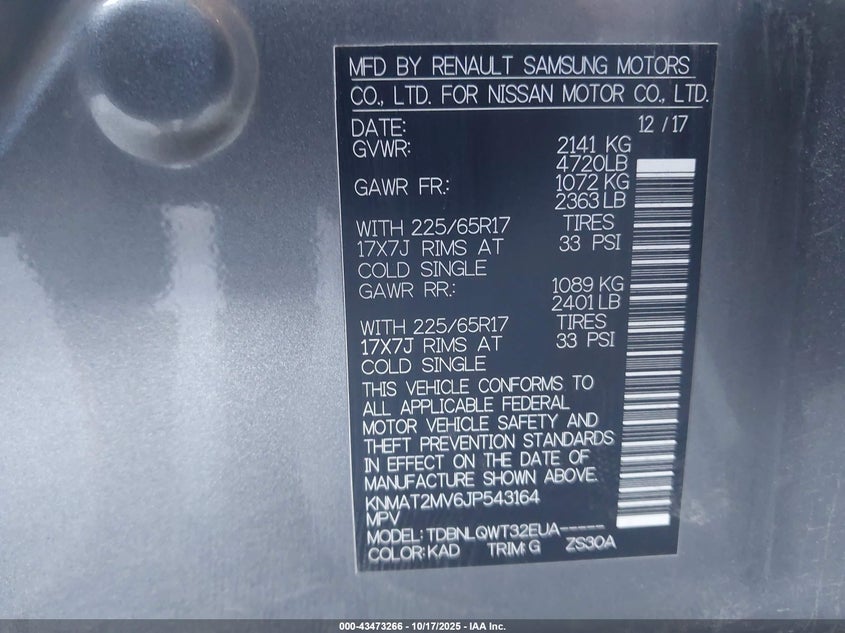 MFD BY RENAULT SAMSUNG MOTORS
CO., LTD. FOR NISSAN MOTOR CO., LTD.
DATE: 12 / 17
GVWR: 2141 KG
4720LB
GAWR FR.: 1072 KG
2363 LB
WITH 225/65R17 TIRES
17X7J RIMS AT 33 PSI
COLD SINGLE
GAWR RR.: 1089 KG
2401 LB
WITH 225/65R17 TIRES
17X7J RIMS AT 33 PSI
COLD SINGLE
THIS VEHICLE CONFORMS TO
ALL APPLICABLE FEDERAL
MOTOR VEHICLE SAFETY AND
THEFT PREVENTION STANDARDS
IN EFFECT ON THE DATE OF
MANUFACTURE SHOWN ABOVE.
KNMAT2MV6JP543164
MPV
MODEL: TDBNLQWT32EUA-----
COLOR: KAD TRIM: G ZS30A
000-43473266 - 10/17/2025 - IAA Inc.